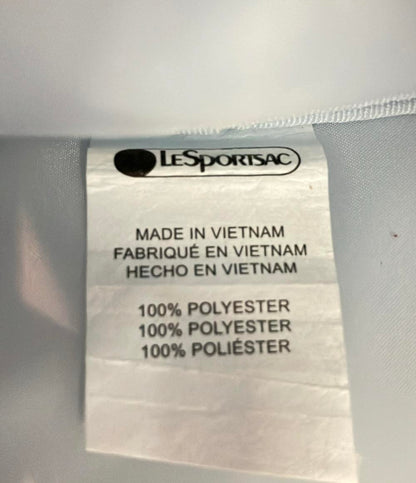 LeSportsac
MADE IN VIETNAM
FABRIQUÉ EN VIETNAM
HECHO EN VIETNAM
100% POLYESTER
100% POLYESTER
100% POLIÉSTER